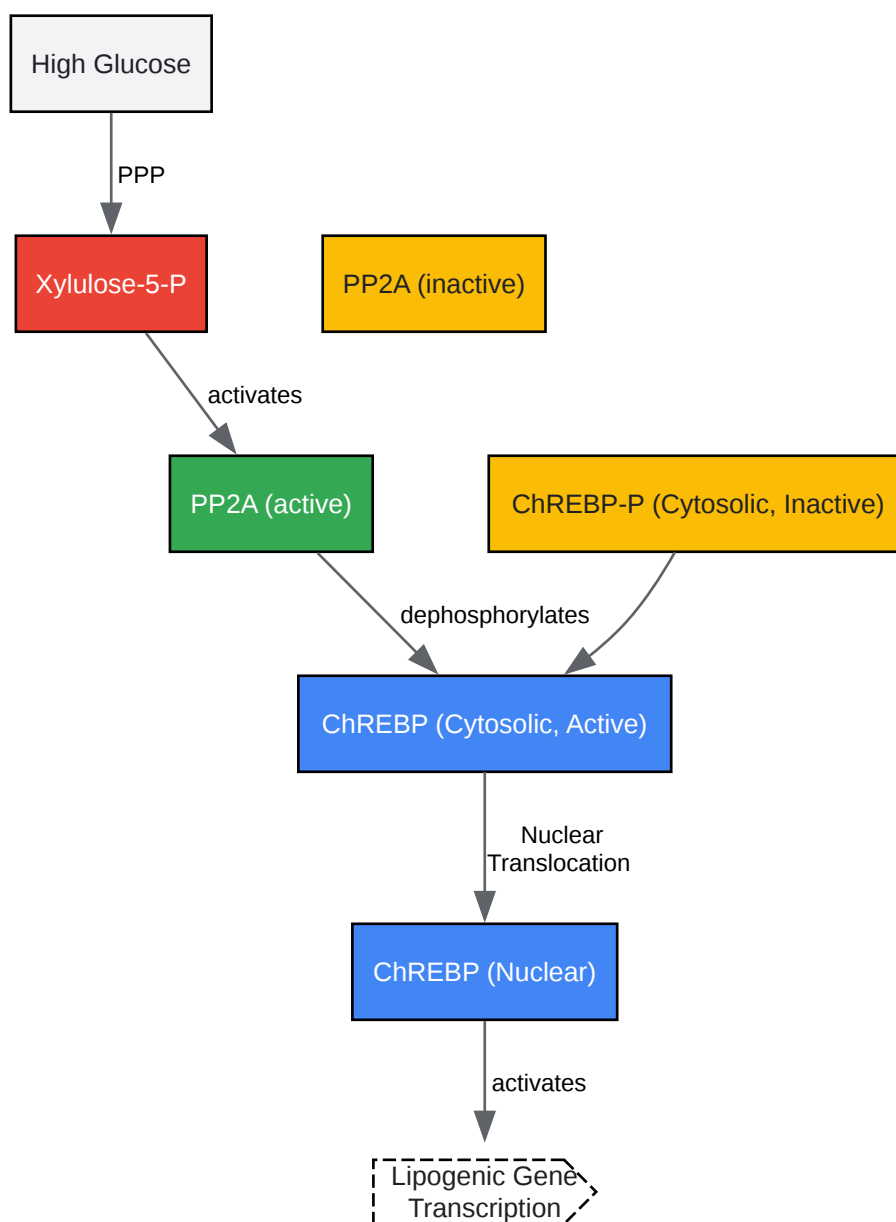 High Glucose
PPP
Xylulose-5-P
PP2A (inactive)
activates
PP2A (active)
ChREBP-P (Cytosolic, Inactive)
dephosphorylates
ChREBP (Cytosolic, Active)
Nuclear
Translocation
ChREBP (Nuclear)
activates
Lipogenic Gene
Transcription